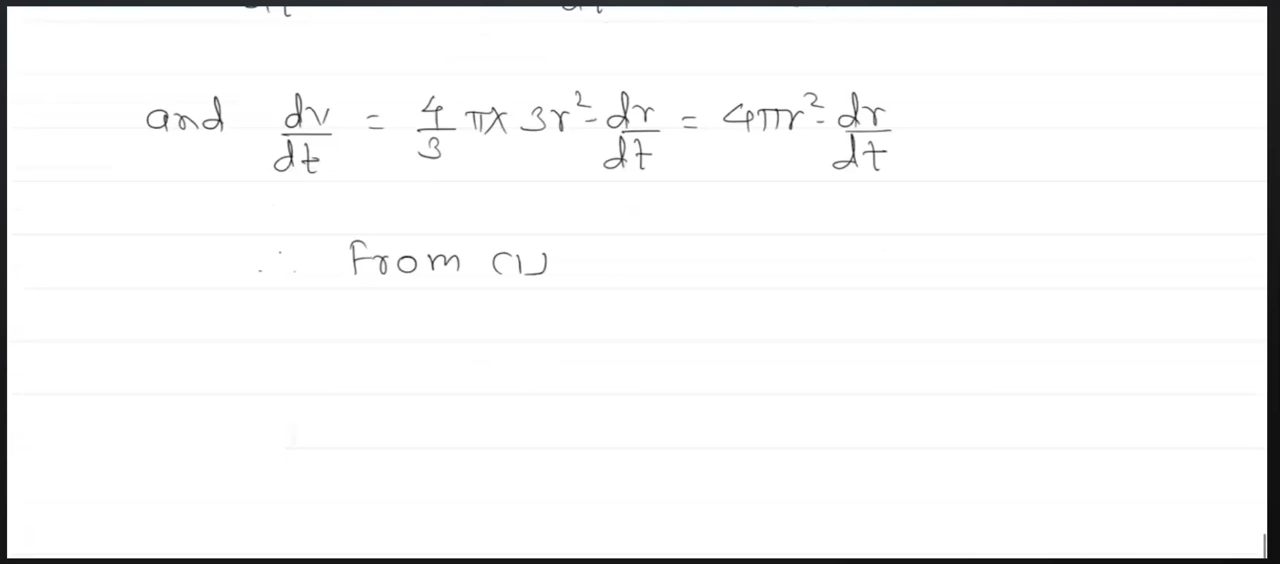 and dv/dt = 4/3 π× 3r² · dr/dt = 4πr² · dr/dt
∴ From (1)